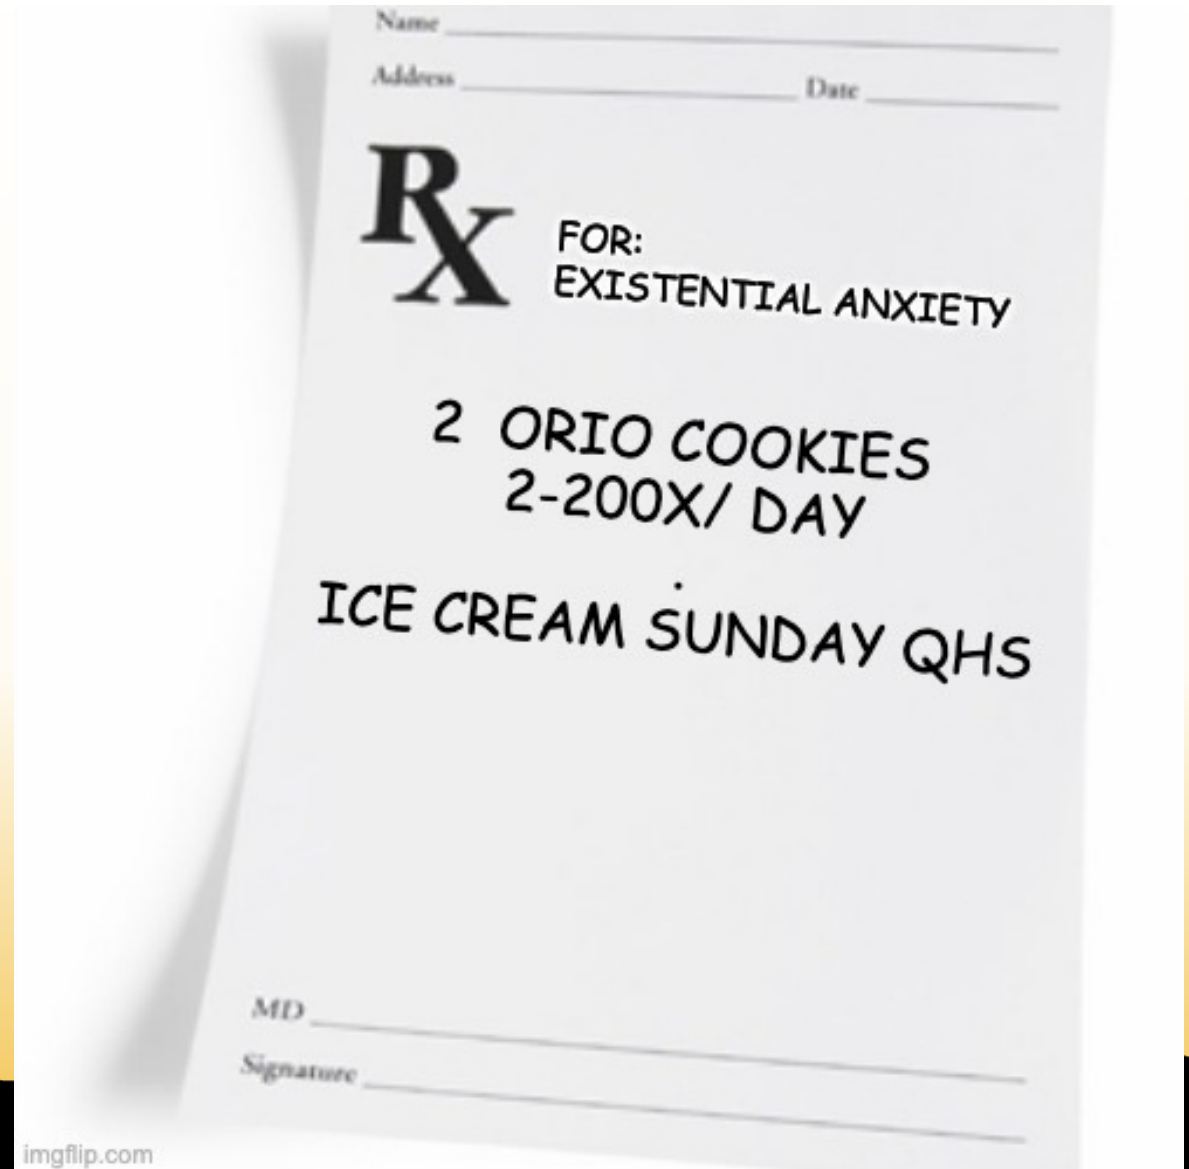 Name
Address Date
Rx
FOR:
EXISTENTIAL ANXIETY
2 ORIO COOKIES
2-200X/ DAY
.
ICE CREAM SUNDAY QHS
MD
Signature
imgflip.com